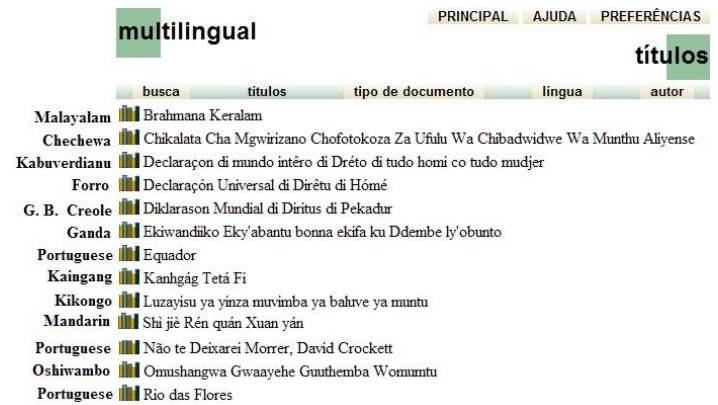 multilingual
PRINCIPAL AJUDA PREFERÊNCIAS
títulos
busca títulos tipo de documento língua autor
Malayalam Brahmana Keralam
Chechewa Chikalata Cha Mgwirizano Chofotokoza Za Ufulu Wa Chibadwidwe Wa Munthu Aliyense
Kabuverdianu Declaraçon di mundo intêro di Dréto di tudo homi co tudo mudjer
Forro Declaraçón Universal di Dirêtu di Hómé
G. B. Creole Diklarason Mundial di Diritus di Pekadur
Ganda Ekiwandiiko Eky'abantu bonna ekifa ku Ddembe ly'obunto
Portuguese Equador
Kaingang Kanhgág Tetá Fi
Kikongo Luzayisu ya yinza muvimba ya baluve ya muntu
Mandarin Shì jiè Rén quán Xuan yán
Portuguese Não te Deixarei Morrer, David Crockett
Oshiwambo Omushangwa Gwaayehe Guuthemba Womumtu
Portuguese Rio das Flores